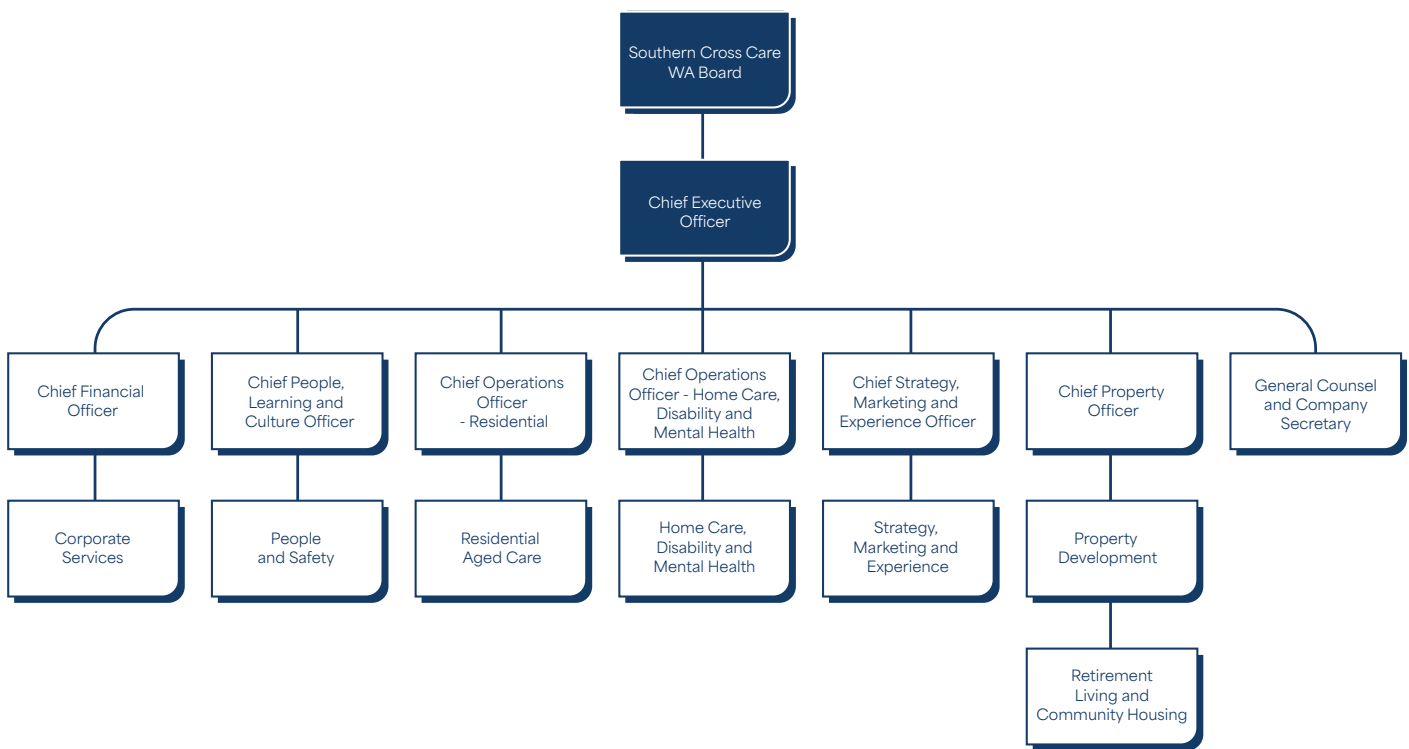 Southern Cross Care
WA Board
Chief Executive
Officer
Chief Financial
Officer
Chief People,
Learning and
Culture Officer
Chief Operations
Officer
- Residential
Chief Operations
Officer - Home Care,
Disability and
Mental Health
Chief Strategy,
Marketing and
Experience Officer
Chief Property
Officer
General Counsel
and Company
Secretary
Corporate
Services
People
and Safety
Residential
Aged Care
Home Care,
Disability and
Mental Health
Strategy,
Marketing and
Experience
Property
Development
Retirement
Living and
Community Housing